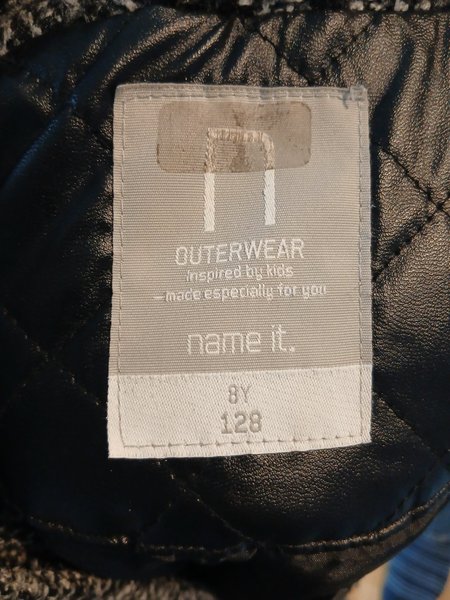 OUTERWEAR
inspired by kids
—made especially for you
name it.
8Y
128